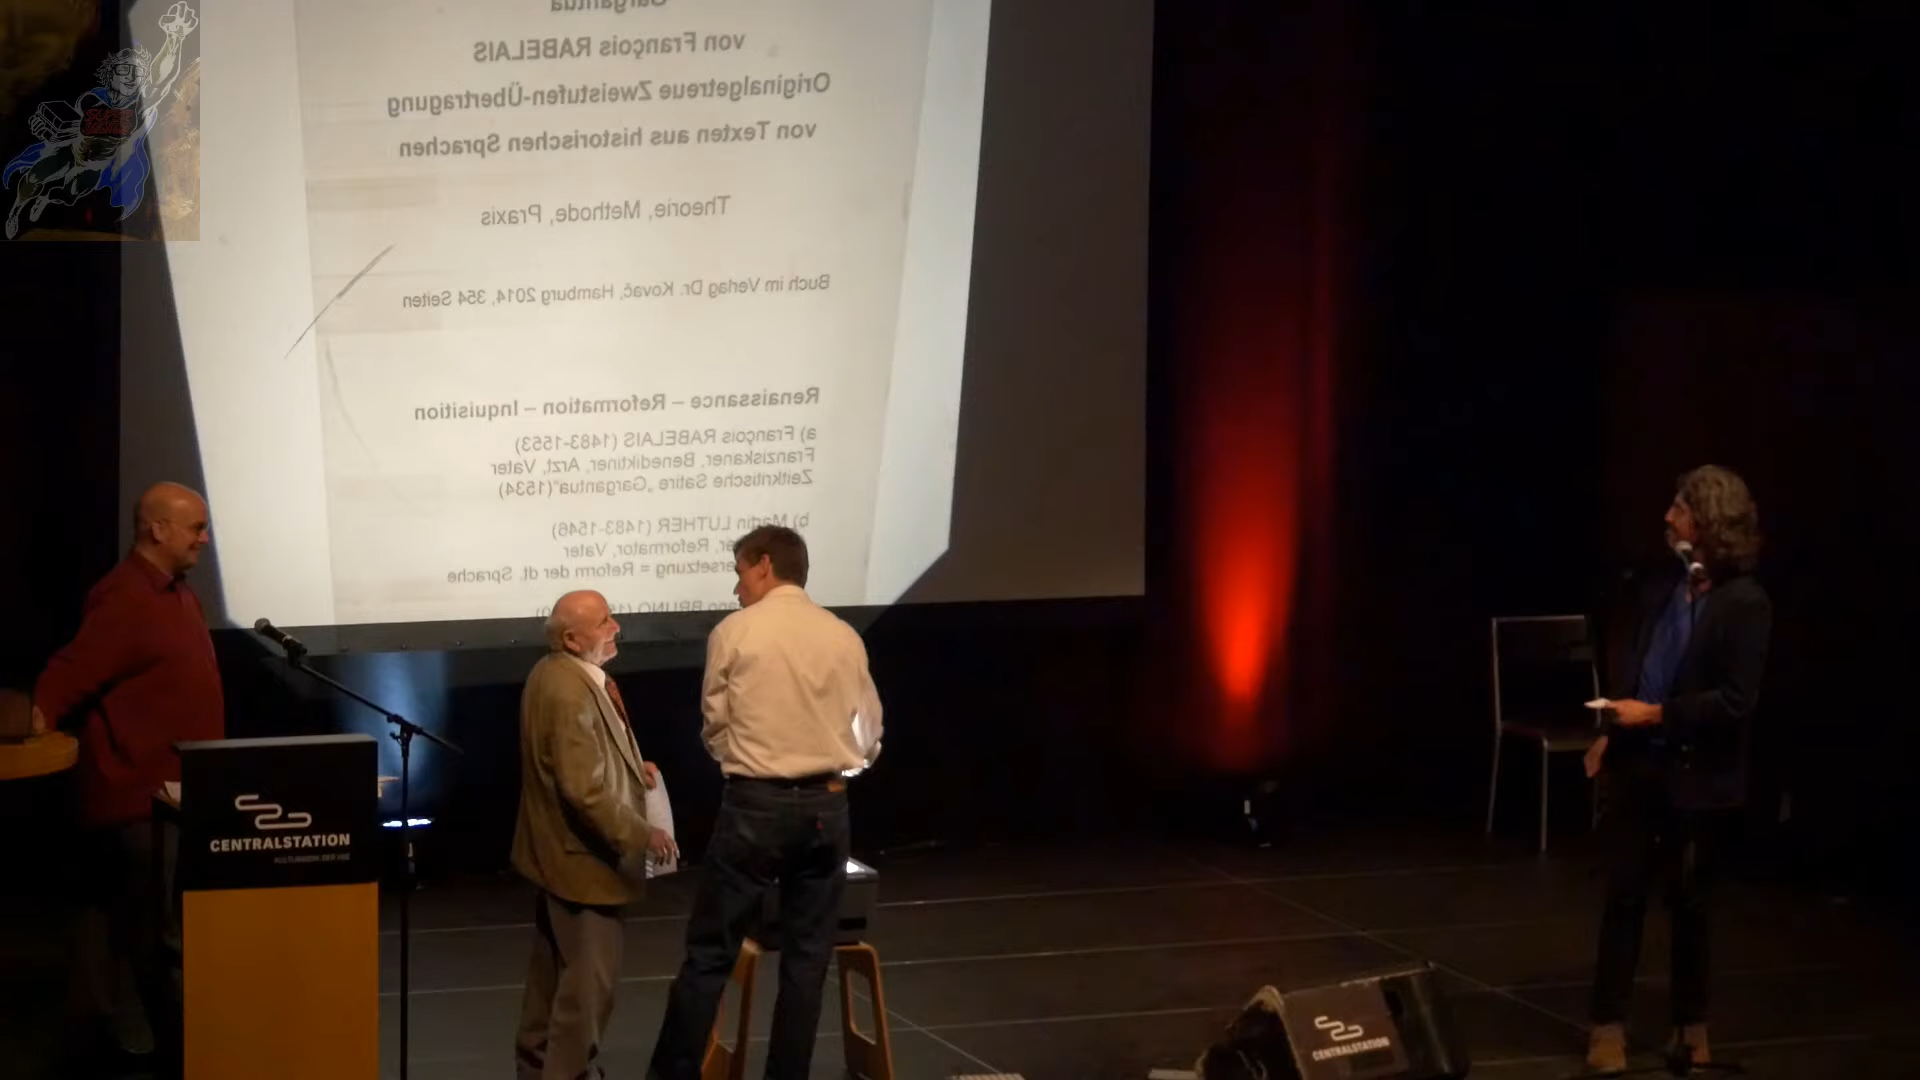 Gargantua
von François RABELAIS
Originalgetreue Zweistufen-Übertragung
von Texten aus historischen Sprachen
Theorie, Methode, Praxis
Buch im Verlag Dr. Kovač, Hamburg 2014, 354 Seiten
Renaissance – Reformation – Inquisition
a) François RABELAIS (1483-1553)
Franziskaner, Benediktiner, Arzt, Vater
Zeitkritische Satire „Gargantua“(1534)
b) Martin LUTHER (1483-1546)
Reformator, Vater
ersetzung = Reform der dt. Sprache
BRUNO
CENTRALSTATION
CENTRALSTATION